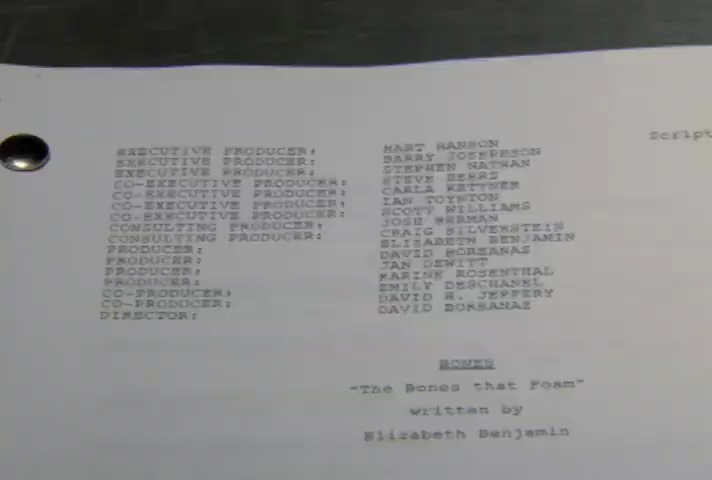 Script
EXECUTIVE PRODUCER: HART HANSON
EXECUTIVE PRODUCER: BARRY JOSEPHSON
EXECUTIVE PRODUCER: STEPHEN NATHAN
CO-EXECUTIVE PRODUCER: STEVE BEERS
CO-EXECUTIVE PRODUCER: CARLA KETTNER
CO-EXECUTIVE PRODUCER: IAN TOYNTON
CO-EXECUTIVE PRODUCER: SCOTT WILLIAMS
CONSULTING PRODUCER: JOSH BERMAN
CONSULTING PRODUCER: CRAIG SILVERSTEIN
PRODUCER: ELIZABETH BENJAMIN
PRODUCER: DAVID BOREANAS
PRODUCER: JAN DEWITT
PRODUCER: KARINE ROSENTHAL
CO-PRODUCER: EMILY DESCHANEL
CO-PRODUCER: DAVID H. JEFFERY
DIRECTOR: DAVID BOREANAZ
BONES
"The Bones that Foam"
written by
Elizabeth Benjamin